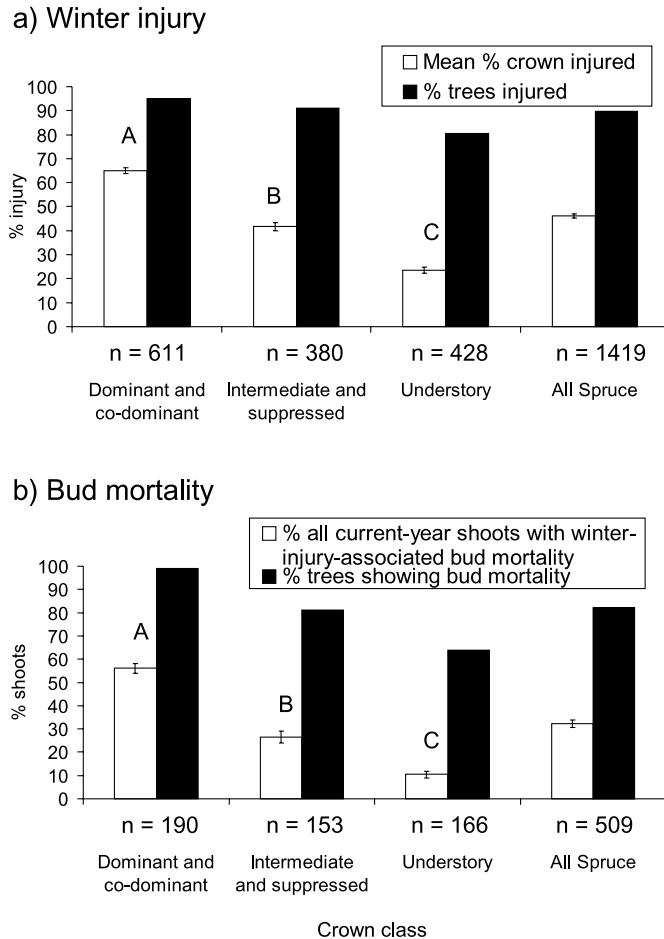 a) Winter injury
Mean % crown injured
% trees injured
% injury
100
90
80
70
60
50
40
30
20
10
0
A
B
C
n = 611
n = 380
n = 428
n = 1419
Dominant and
co-dominant
Intermediate and
suppressed
Understory
All Spruce
b) Bud mortality
% all current-year shoots with winter-
injury-associated bud mortality
% trees showing bud mortality
% shoots
100
90
80
70
60
50
40
30
20
10
0
A
B
C
n = 190
n = 153
n = 166
n = 509
Dominant and
co-dominant
Intermediate
and suppressed
Understory
All Spruce
Crown class